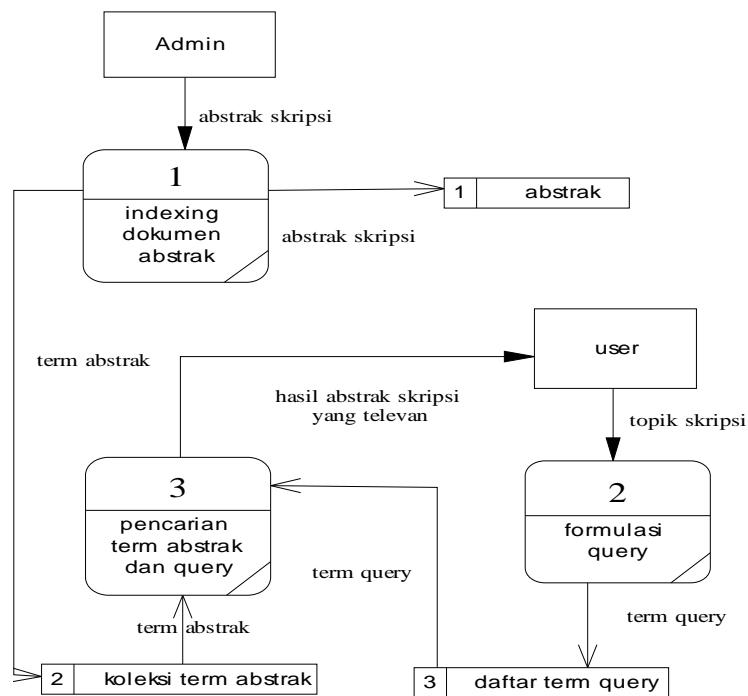 Admin
abstrak skripsi
1
indexing
dokumen
abstrak
1 abstrak
abstrak skripsi
term abstrak
user
hasil abstrak skripsi
yang televan
topik skripsi
3
pencarian
term abstrak
dan query
2
formulasi
query
term query
term query
term abstrak
2 koleksi term abstrak
3 daftar term query